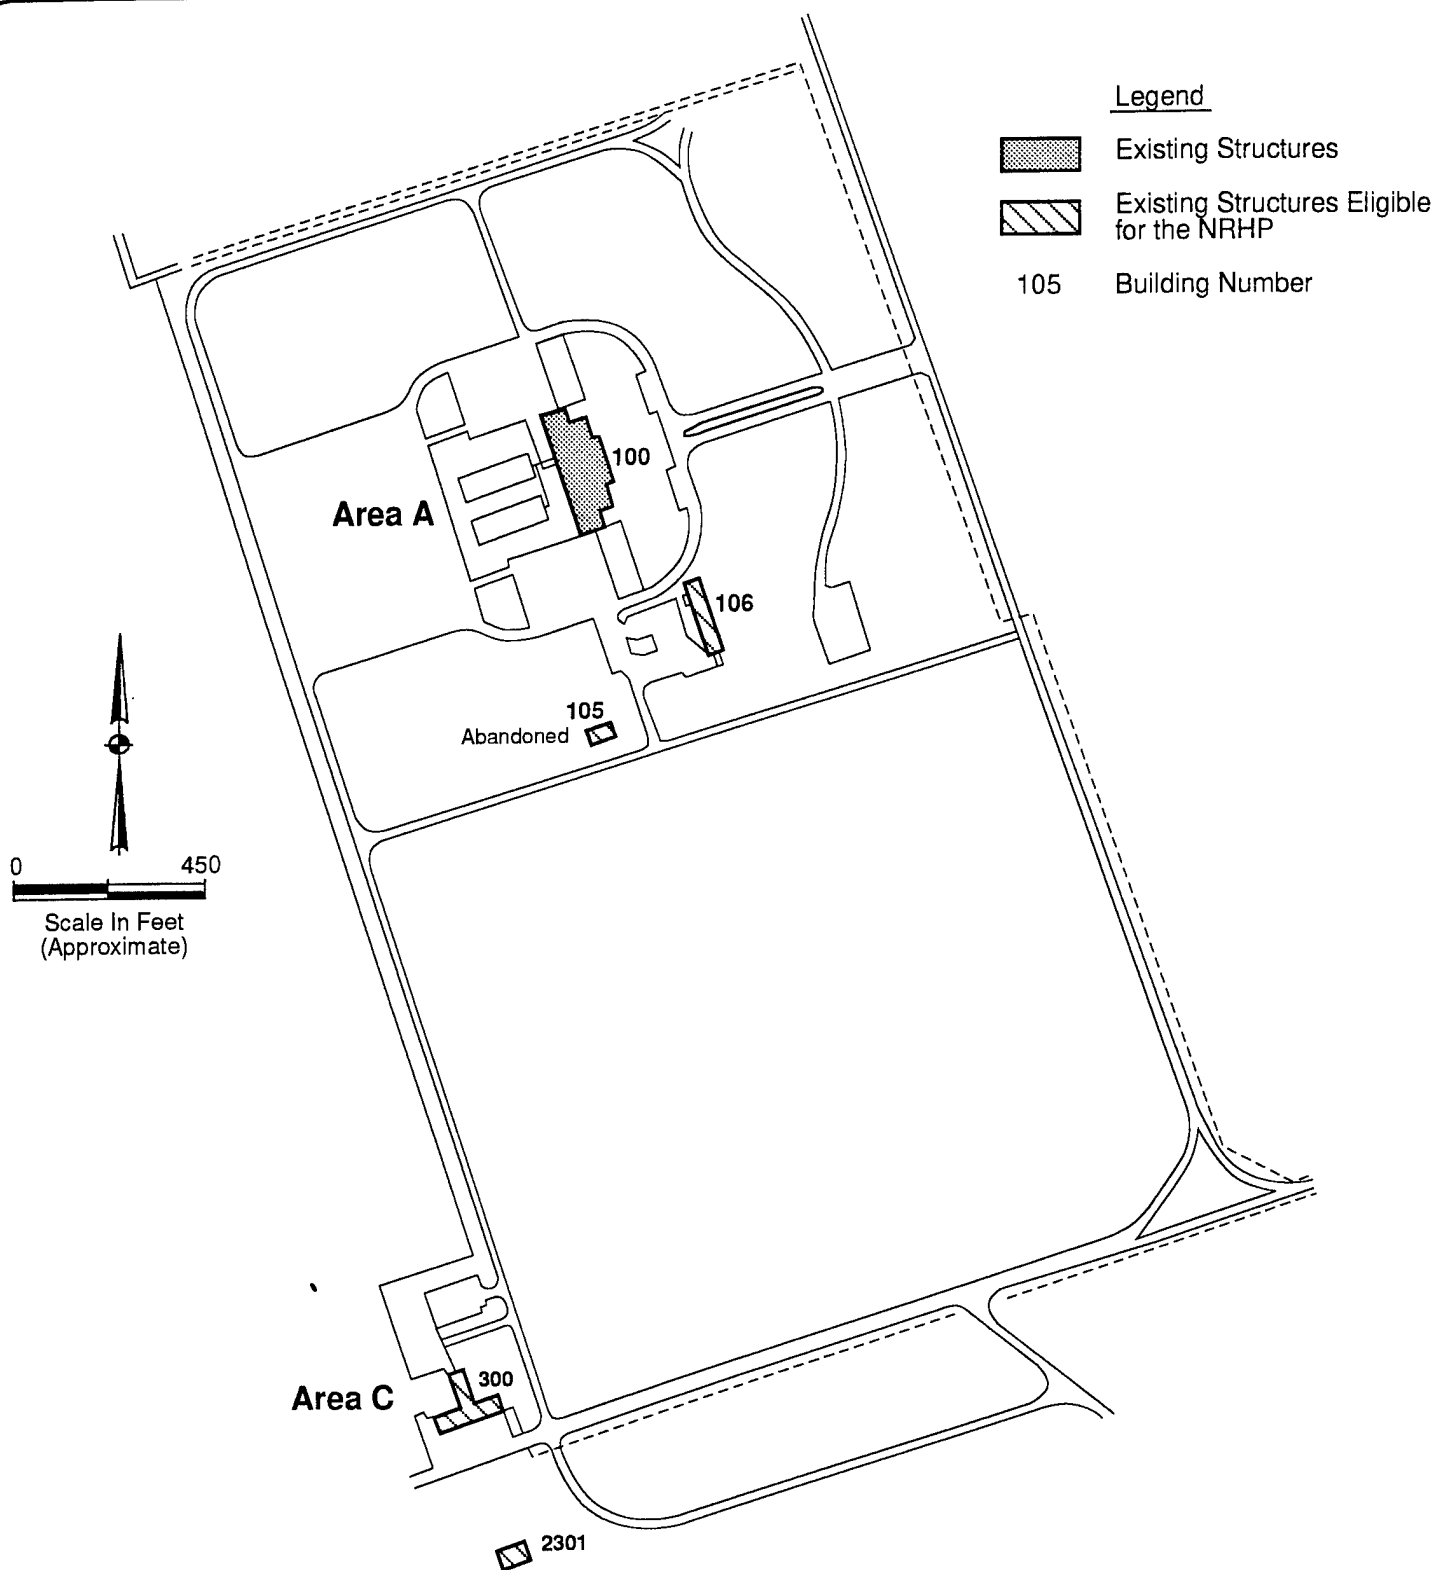 Legend
Existing Structures
Existing Structures Eligible
for the NRHP
105 Building Number
100
Area A
106
105
Abandoned
0 450
Scale In Feet
(Approximate)
300
Area C
2301